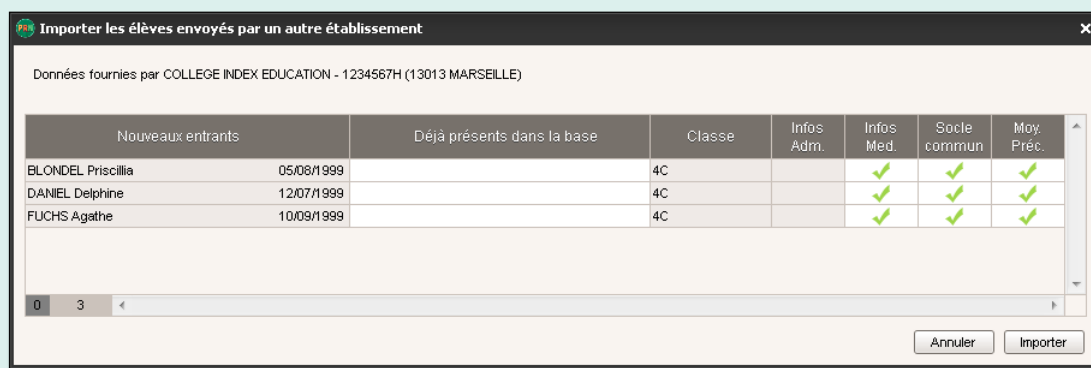 Importer les élèves envoyés par un autre établissement
Données fournies par COLLEGE INDEX EDUCATION - 1234567H (13013 MARSEILLE)
Nouveaux entrants Déjà présents dans la base Classe Infos Adm. Infos Med. Socle commun Moy. Préc.
BLONDEL Priscillia 05/08/1999 4C
DANIEL Delphine 12/07/1999 4C
FUCHS Agathe 10/09/1999 4C
0 3
Annuler Importer